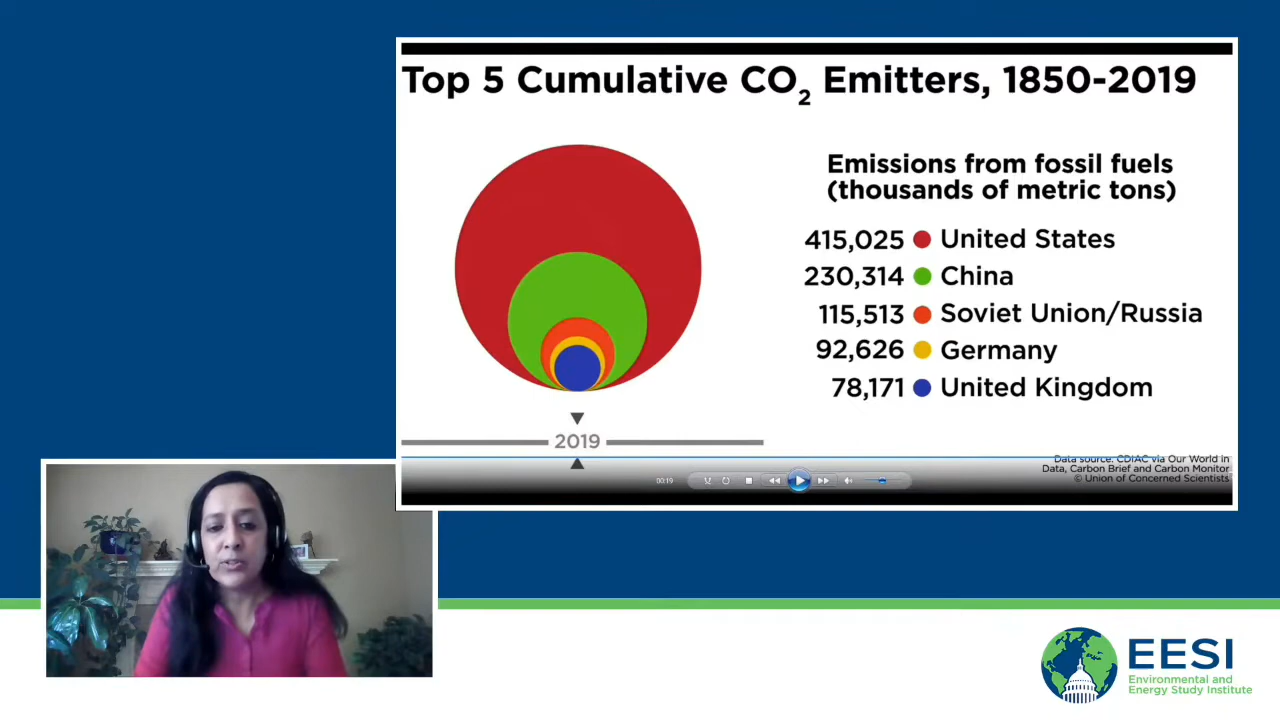 Top 5 Cumulative CO2 Emitters, 1850-2019
Emissions from fossil fuels
(thousands of metric tons)
415,025 United States
230,314 China
115,513 Soviet Union/Russia
92,626 Germany
78,171 United Kingdom
2019
Data source: CDIAC via Our World in
Data, Carbon Brief and Carbon Monitor
© Union of Concerned Scientists
00:19
EESI
Environmental and
Energy Study Institute